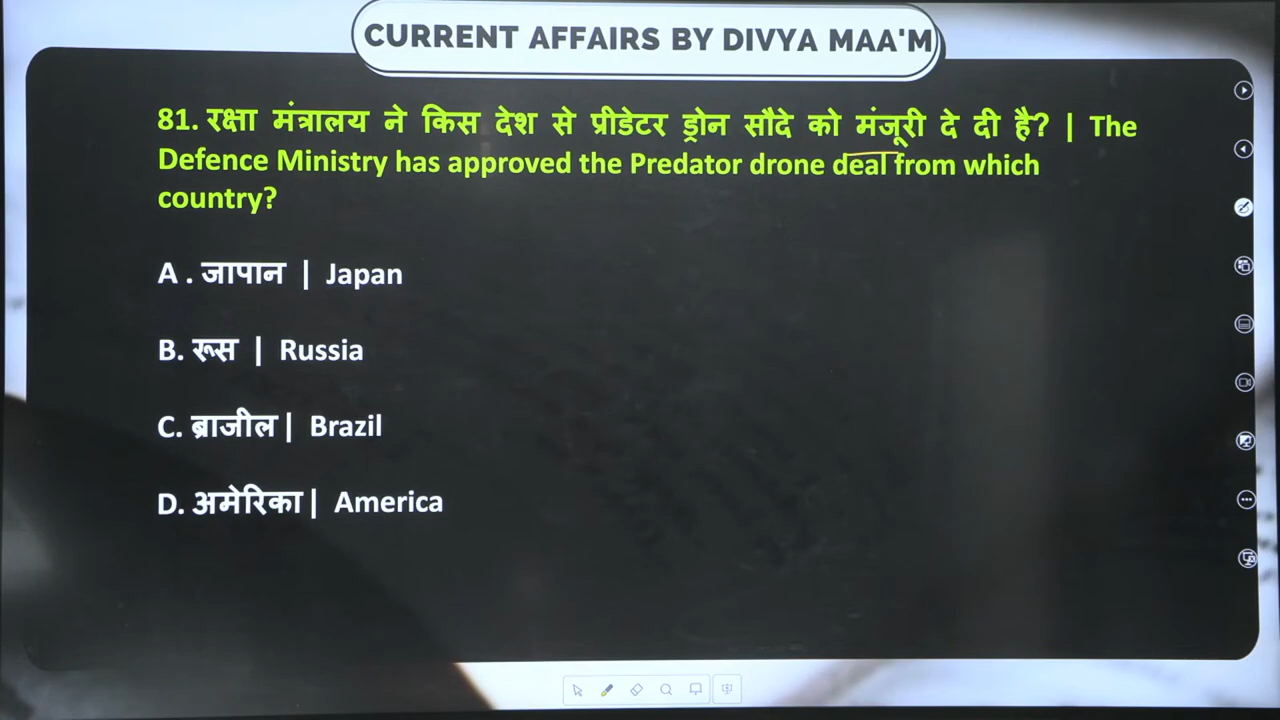 CURRENT AFFAIRS BY DIVYA MAA'M
81. रक्षा मंत्रालय ने किस देश से प्रीडेटर ड्रोन सौदे को मंजूरी दे दी है? | The
Defence Ministry has approved the Predator drone deal from which
country?
A . जापान | Japan
B. रूस | Russia
C. ब्राजील | Brazil
D. अमेरिका | America